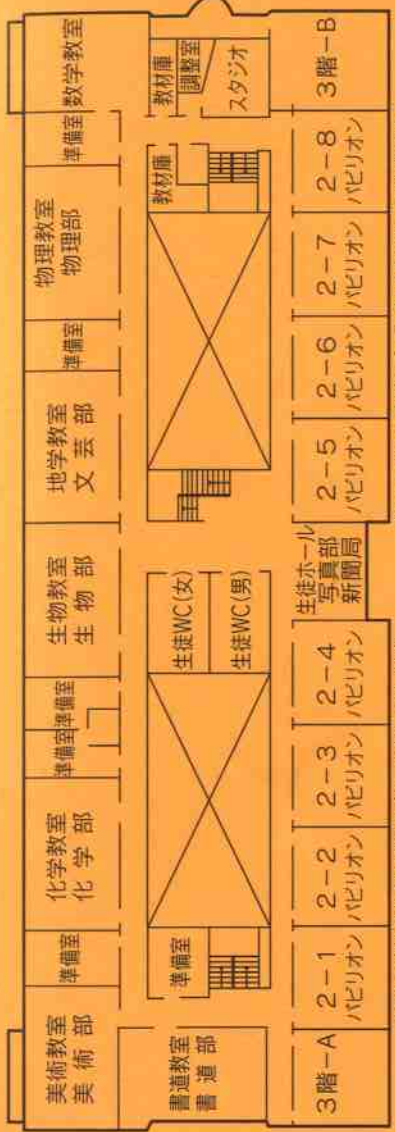 美術教室
美術部
準備室
化学教室
化学部
準備室
準備室
生物教室
生物部
地学教室
文芸部
準備室
物理教室
物理部
準備室
数学教室
書道教室
書道部
準備室
生徒WC(女)
生徒WC(男)
教材庫
教材庫
調整室
スタジオ
3階-A
2-1
パビリオン
2-2
パビリオン
2-3
パビリオン
2-4
パビリオン
生徒ホール
写真部
新聞局
2-5
パビリオン
2-6
パビリオン
2-7
パビリオン
2-8
パビリオン
3階-B